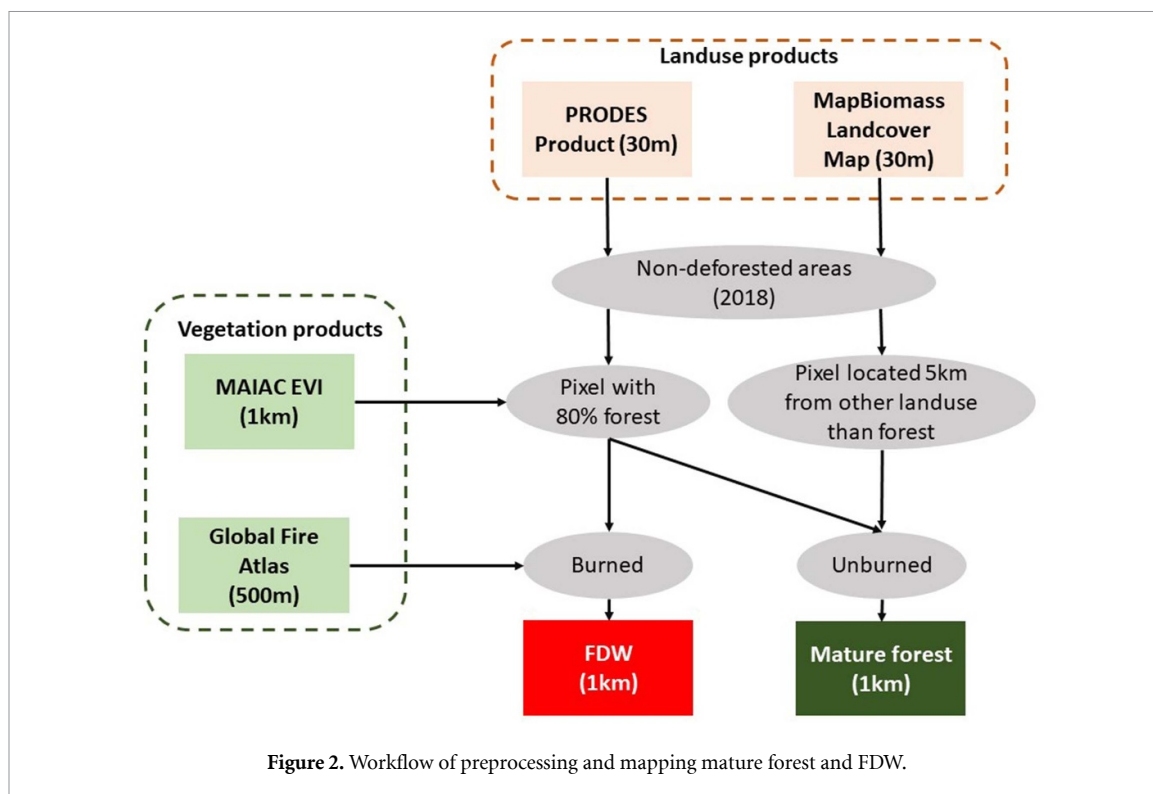 Landuse products
PRODES
Product (30m)
MapBiomass
Landcover
Map (30m)
Non-deforested areas
(2018)
Vegetation products
MAIAC EVI
(1km)
Pixel with
80% forest
Pixel located 5km
from other landuse
than forest
Global Fire
Atlas
(500m)
Burned
Unburned
FDW
(1km)
Mature forest
(1km)
Figure 2. Workflow of preprocessing and mapping mature forest and FDW.